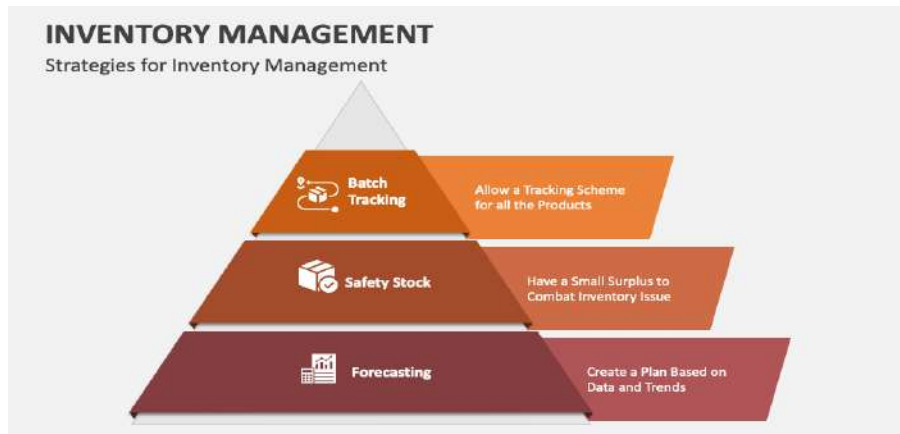 INVENTORY MANAGEMENT
Strategies for Inventory Management
Batch
Tracking
Allow a Tracking Scheme
for all the Products
Safety Stock
Have a Small Surplus to
Combat Inventory Issue
Forecasting
Create a Plan Based on
Data and Trends